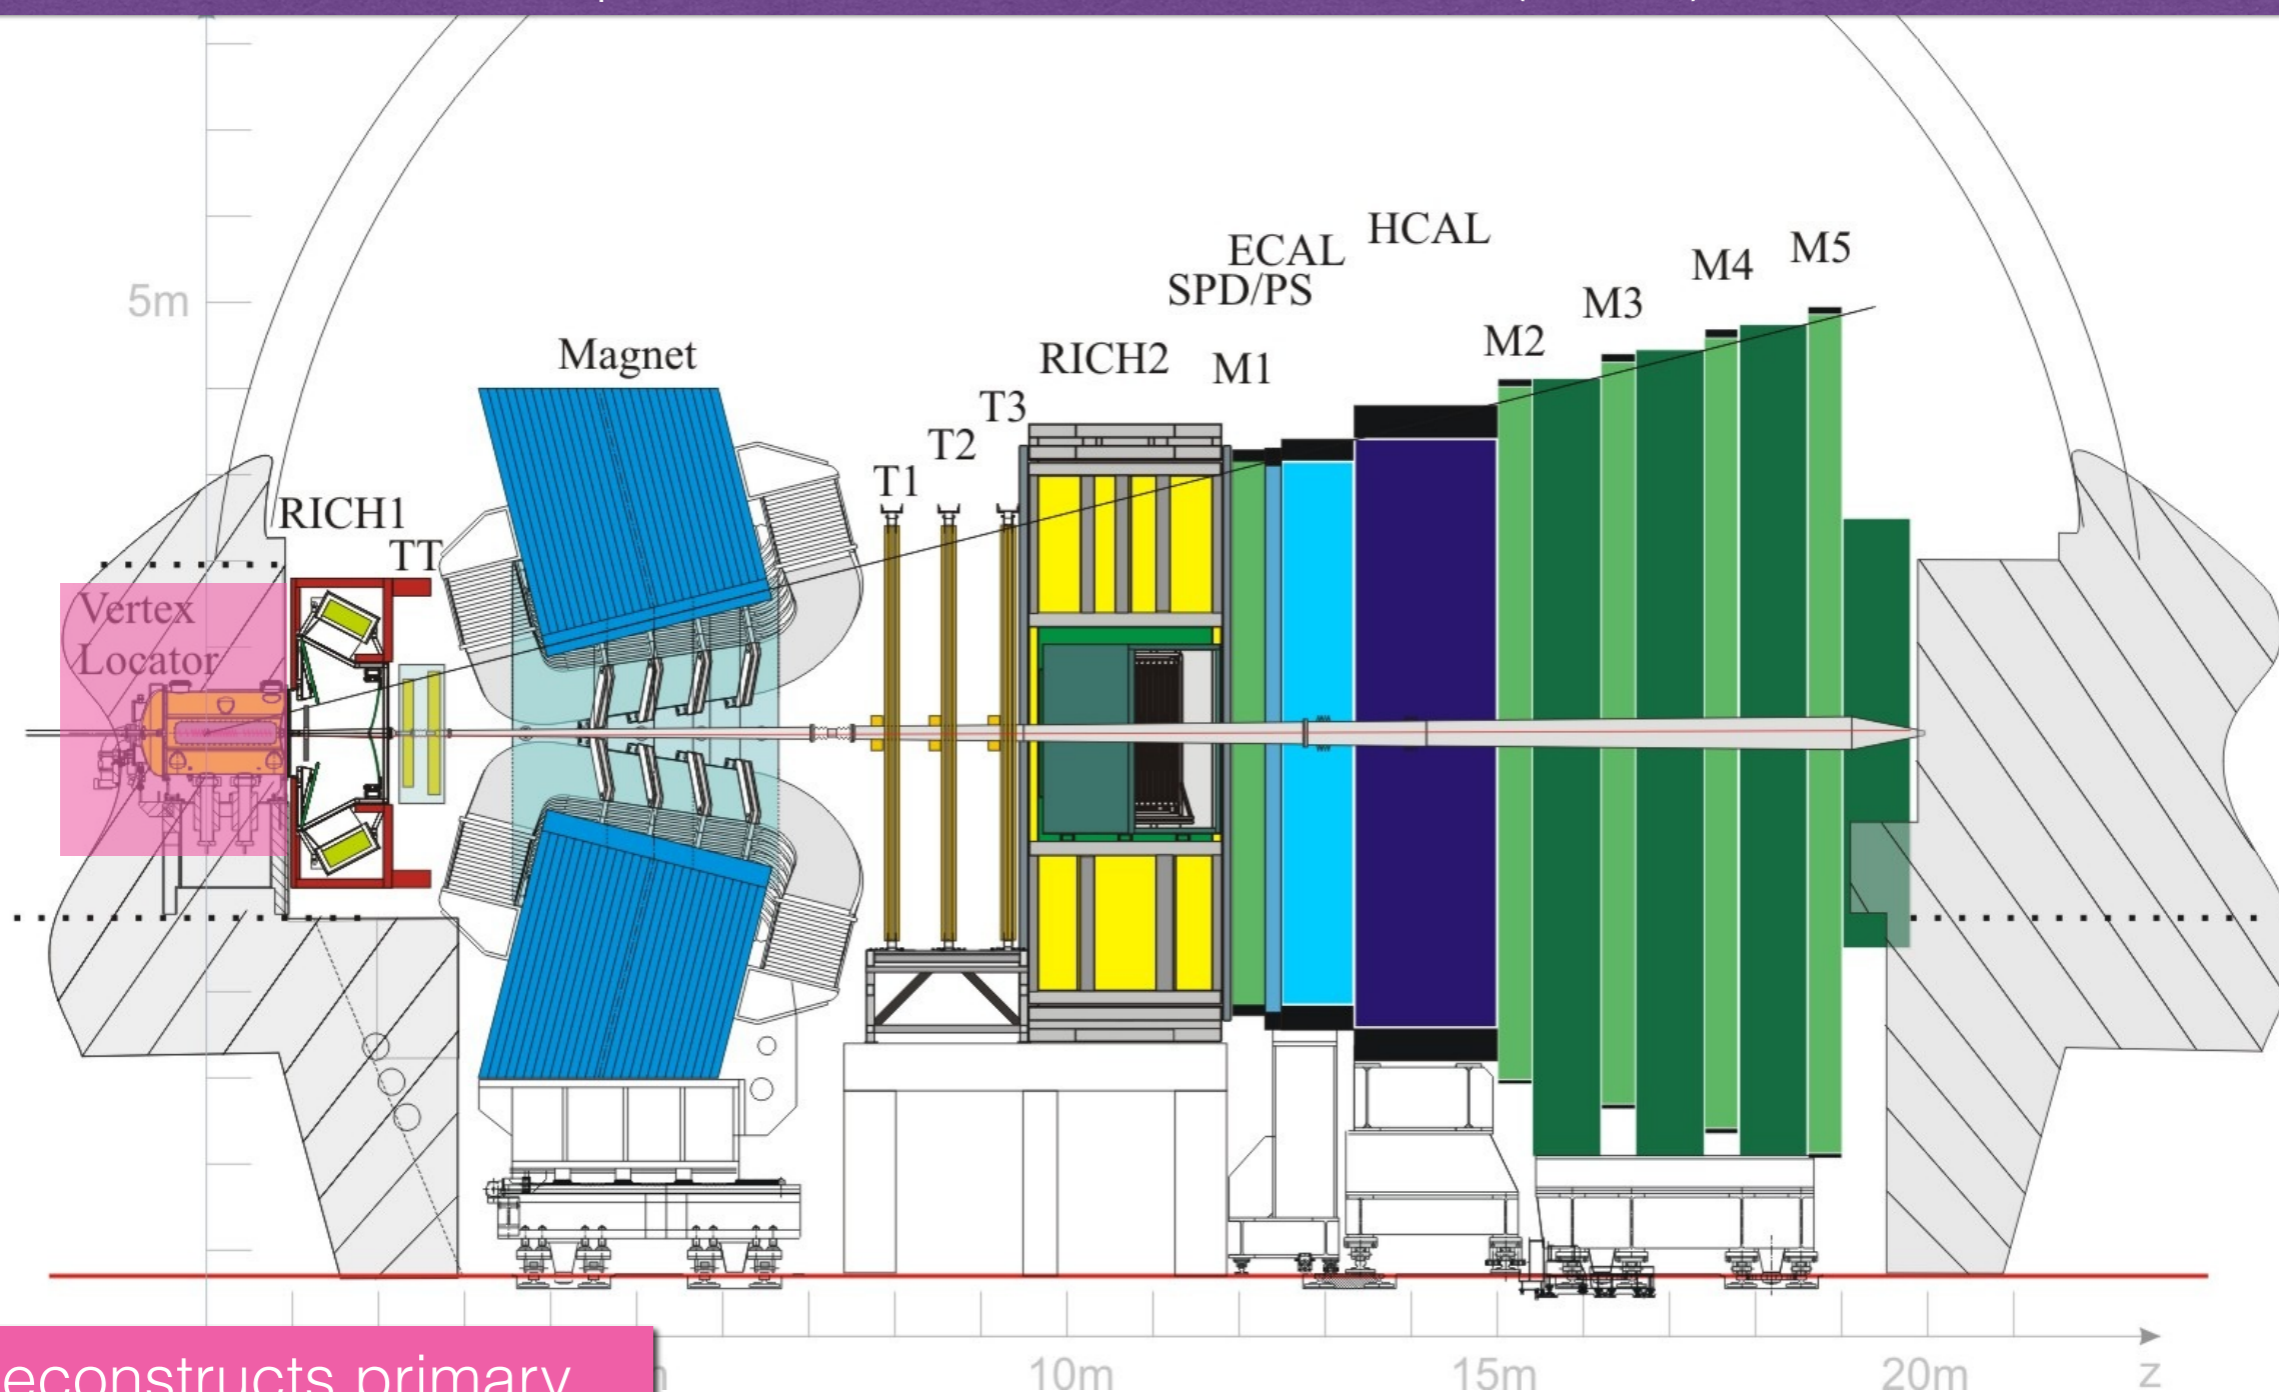 HCAL
ECAL
SPD/PS
M5
M4
M3
M2
5m
Magnet
RICH2
M1
T3
T2
T1
RICH1
TT
Vertex
Locator
primary
10m
15m
20m
z